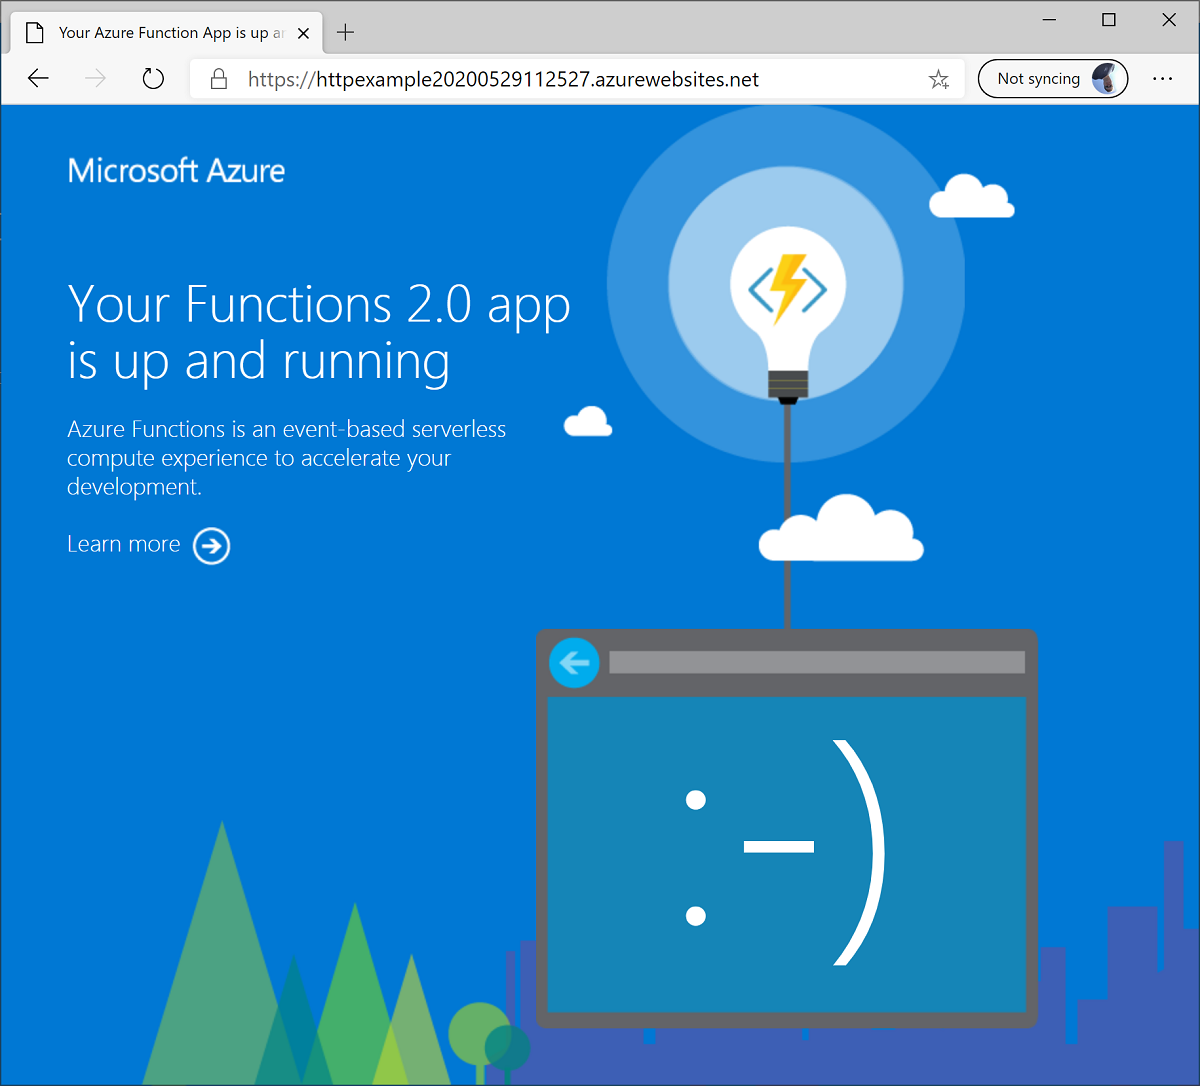 Your Azure Function App is up a
https://httpexample20200529112527.azurewebsites.net
Not syncing
Microsoft Azure
Your Functions 2.0 app
is up and running
Azure Functions is an event-based serverless
compute experience to accelerate your
development.
Learn more
:-)